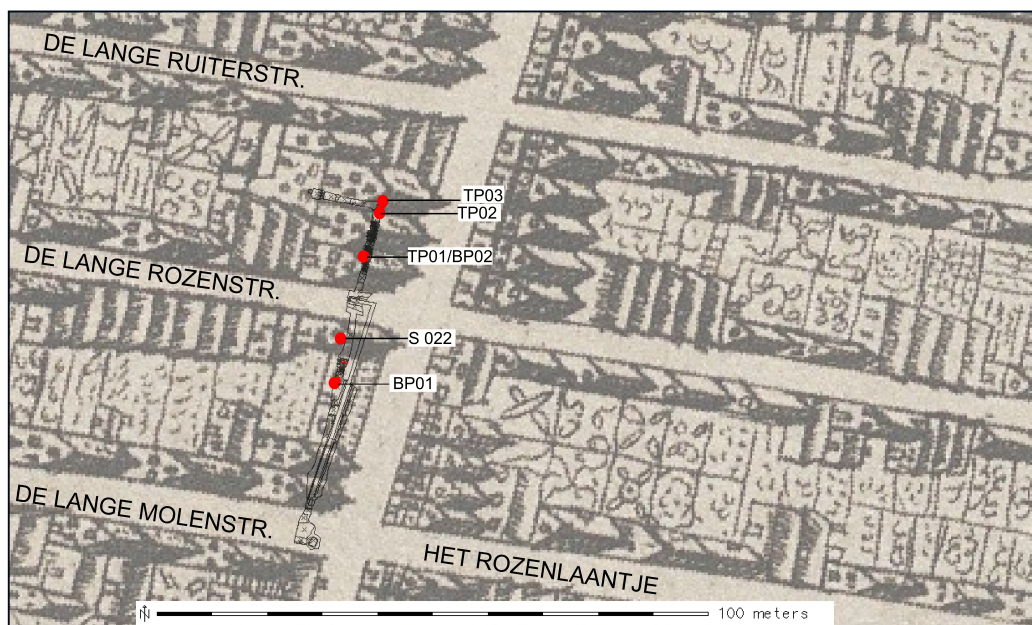 DE LANGE RUITERSTR.
TP03
TP02
DE LANGE ROZENSTR.
TP01/BP02
S 022
BP01
DE LANGE MOLENSTR.
HET ROZENLAANTJE
N
100 meters